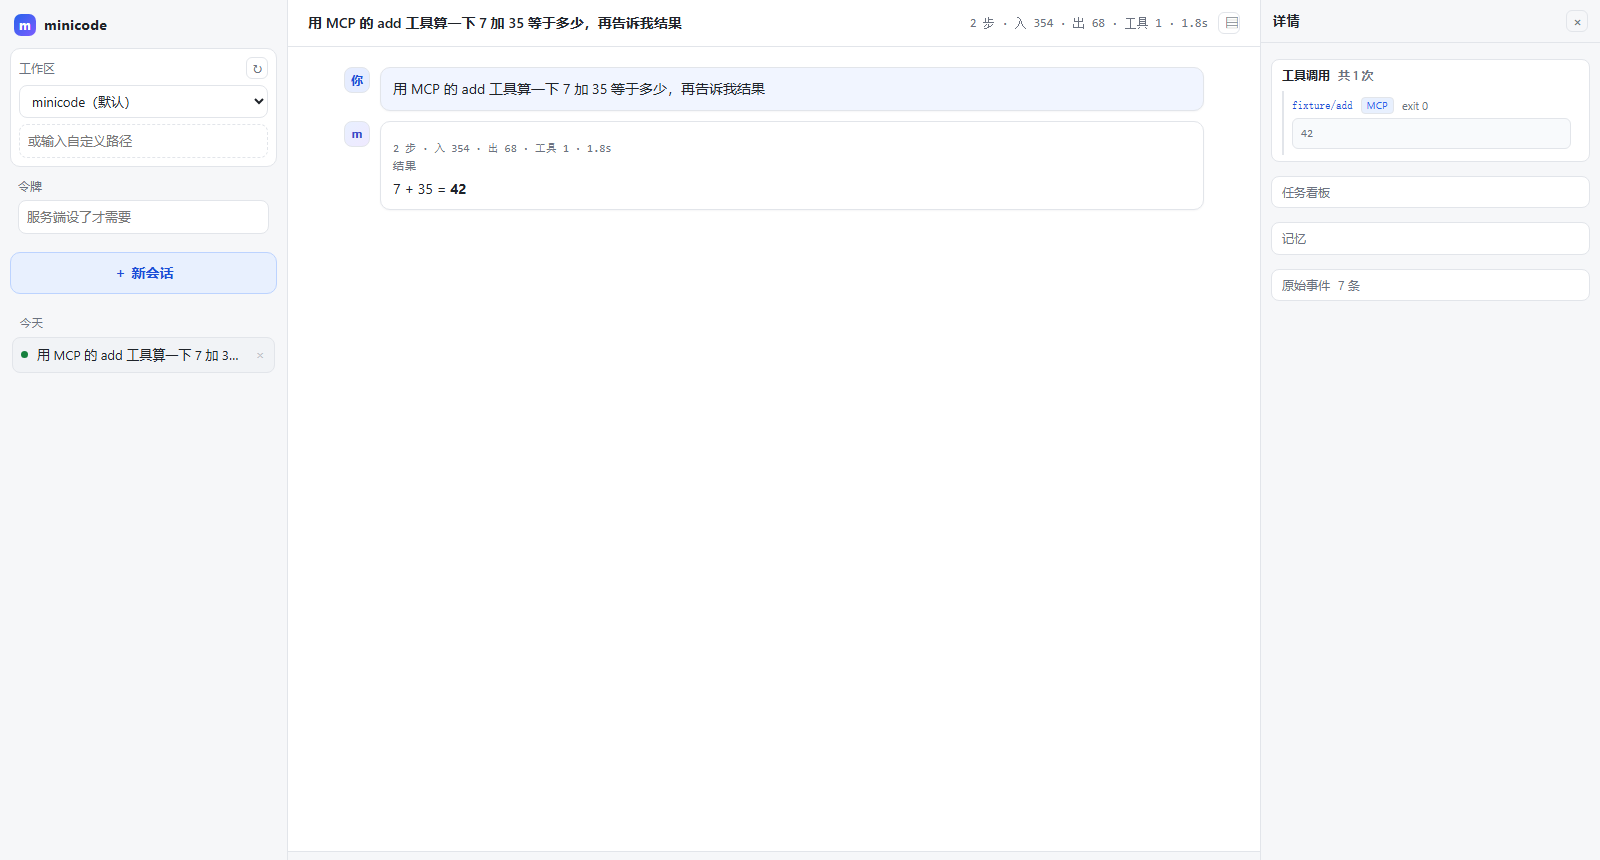 m minicode
工作区 ↻
minicode（默认）
或输入自定义路径
令牌
服务端设了才需要
+ 新会话
今天
用 MCP 的 add 工具算一下 7 加 3... ×
用 MCP 的 add 工具算一下 7 加 35 等于多少，再告诉我结果
2 步 · 入 354 · 出 68 · 工具 1 · 1.8s
你
用 MCP 的 add 工具算一下 7 加 35 等于多少，再告诉我结果
m
2 步 · 入 354 · 出 68 · 工具 1 · 1.8s
结果
7 + 35 = 42
详情 ×
工具调用 共 1 次
fixture/add MCP exit 0
42
任务看板
记忆
原始事件 7 条